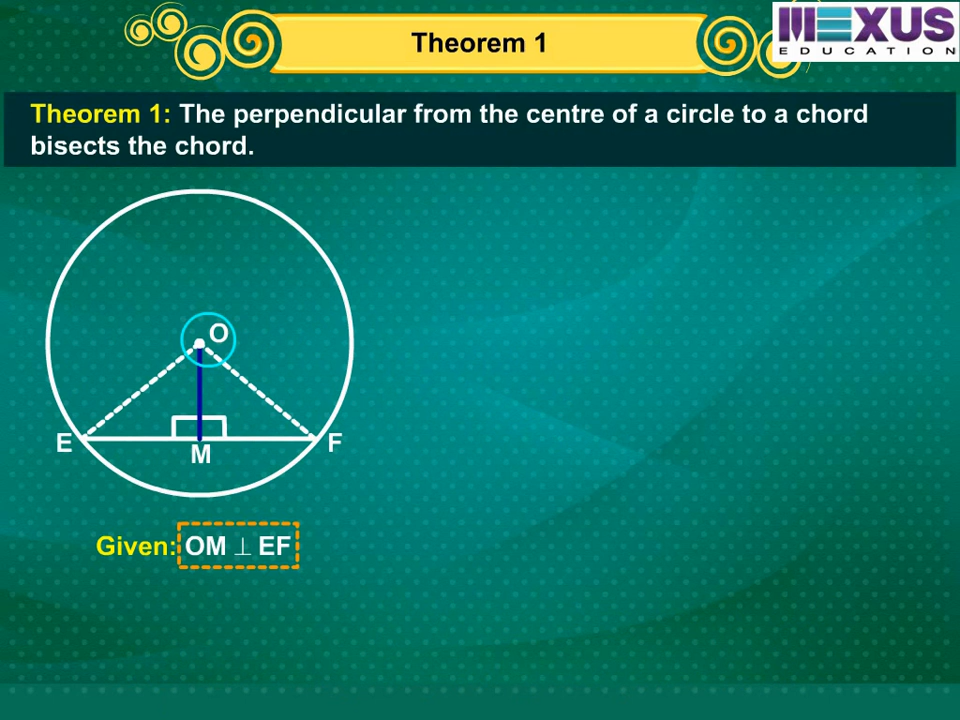 Theorem 1
MEXUS
EDUCATION
Theorem 1: The perpendicular from the centre of a circle to a chord
bisects the chord.
O
E
F
M
Given: OM ⊥ EF